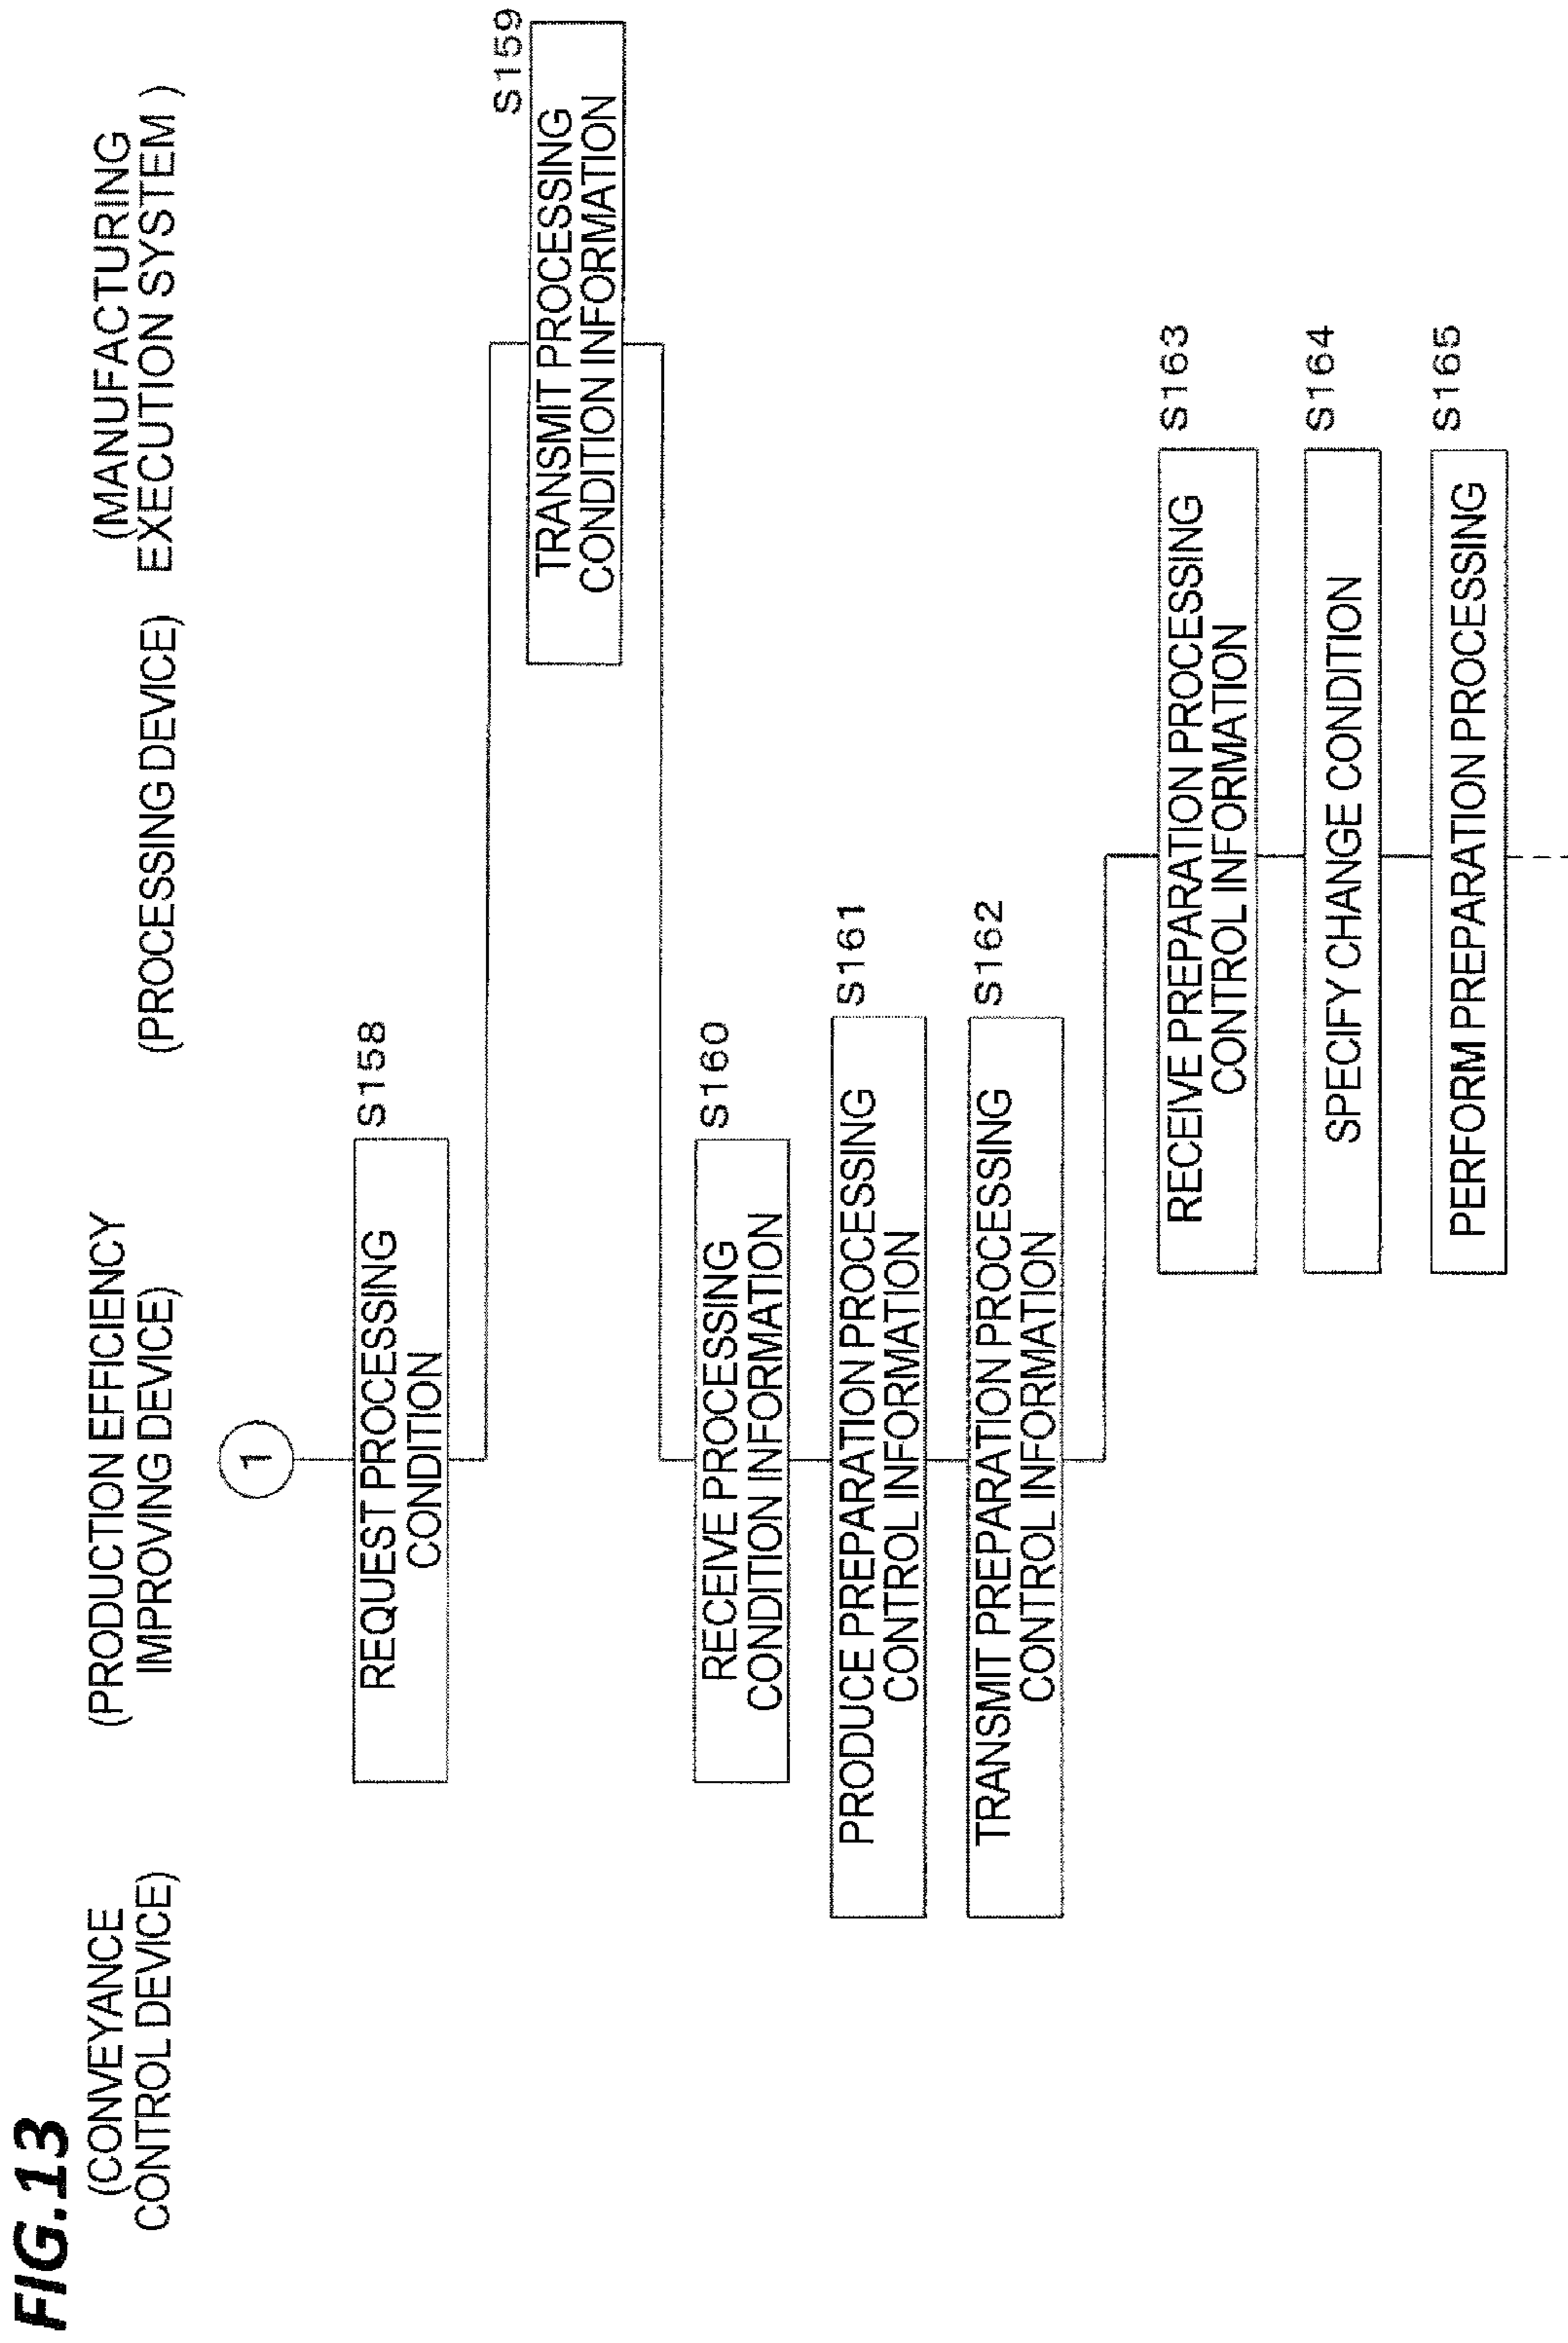 FIG.13
(CONVEYANCE
CONTROL DEVICE)
(PRODUCTION EFFICIENCY
IMPROVING DEVICE)
(PROCESSING DEVICE)
(MANUFACTURING
EXECUTION SYSTEM )
1
REQUEST PROCESSING
CONDITION
S158
S159
TRANSMIT PROCESSING
CONDITION INFORMATION
RECEIVE PROCESSING
CONDITION INFORMATION
S160
PRODUCE PREPARATION PROCESSING
CONTROL INFORMATION
S161
TRANSMIT PREPARATION PROCESSING
CONTROL INFORMATION
S162
RECEIVE PREPARATION PROCESSING
CONTROL INFORMATION
S163
SPECIFY CHANGE CONDITION
S164
PERFORM PREPARATION PROCESSING
S165